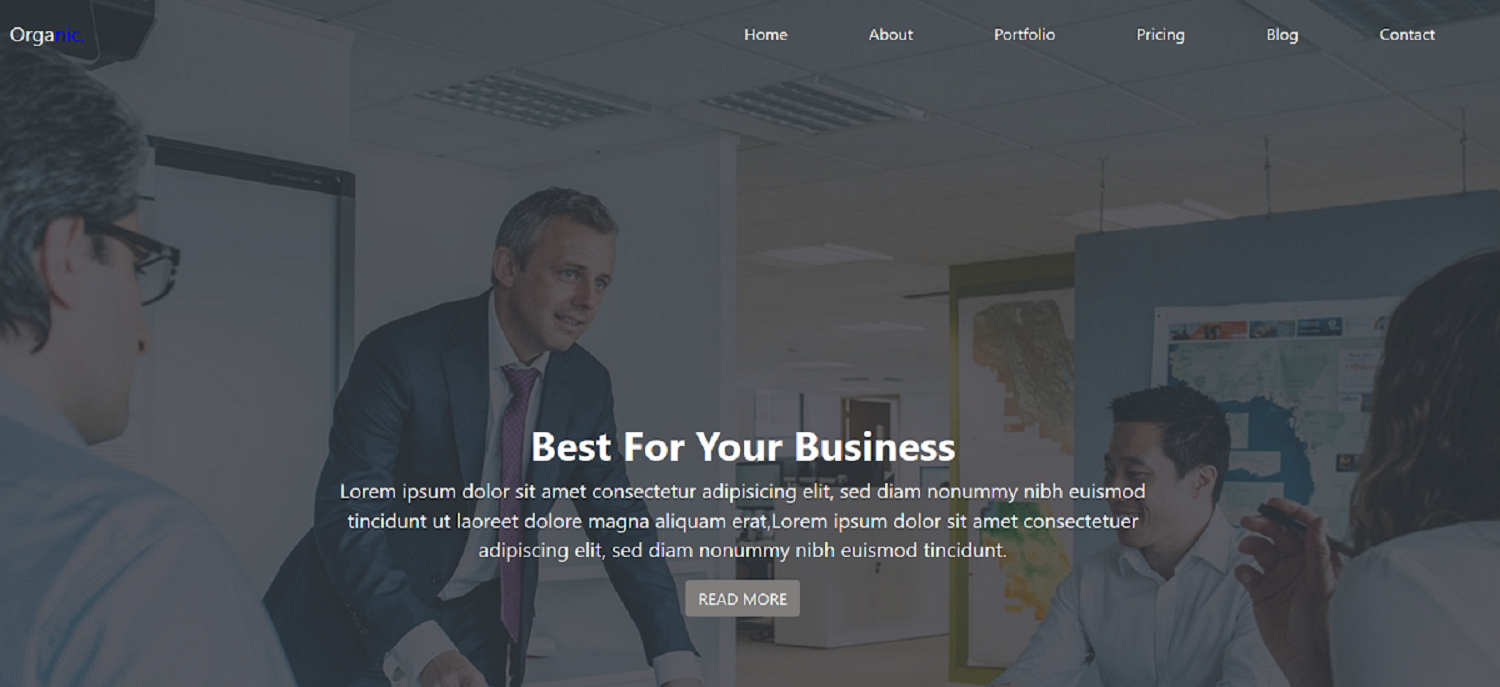 Organic.
Home About Portfolio Pricing Blog Contact
Best For Your Business
Lorem ipsum dolor sit amet consectetur adipisicing elit, sed diam nonummy nibh euismod
tincidunt ut laoreet dolore magna aliquam erat,Lorem ipsum dolor sit amet consectetuer
adipiscing elit, sed diam nonummy nibh euismod tincidunt.
READ MORE